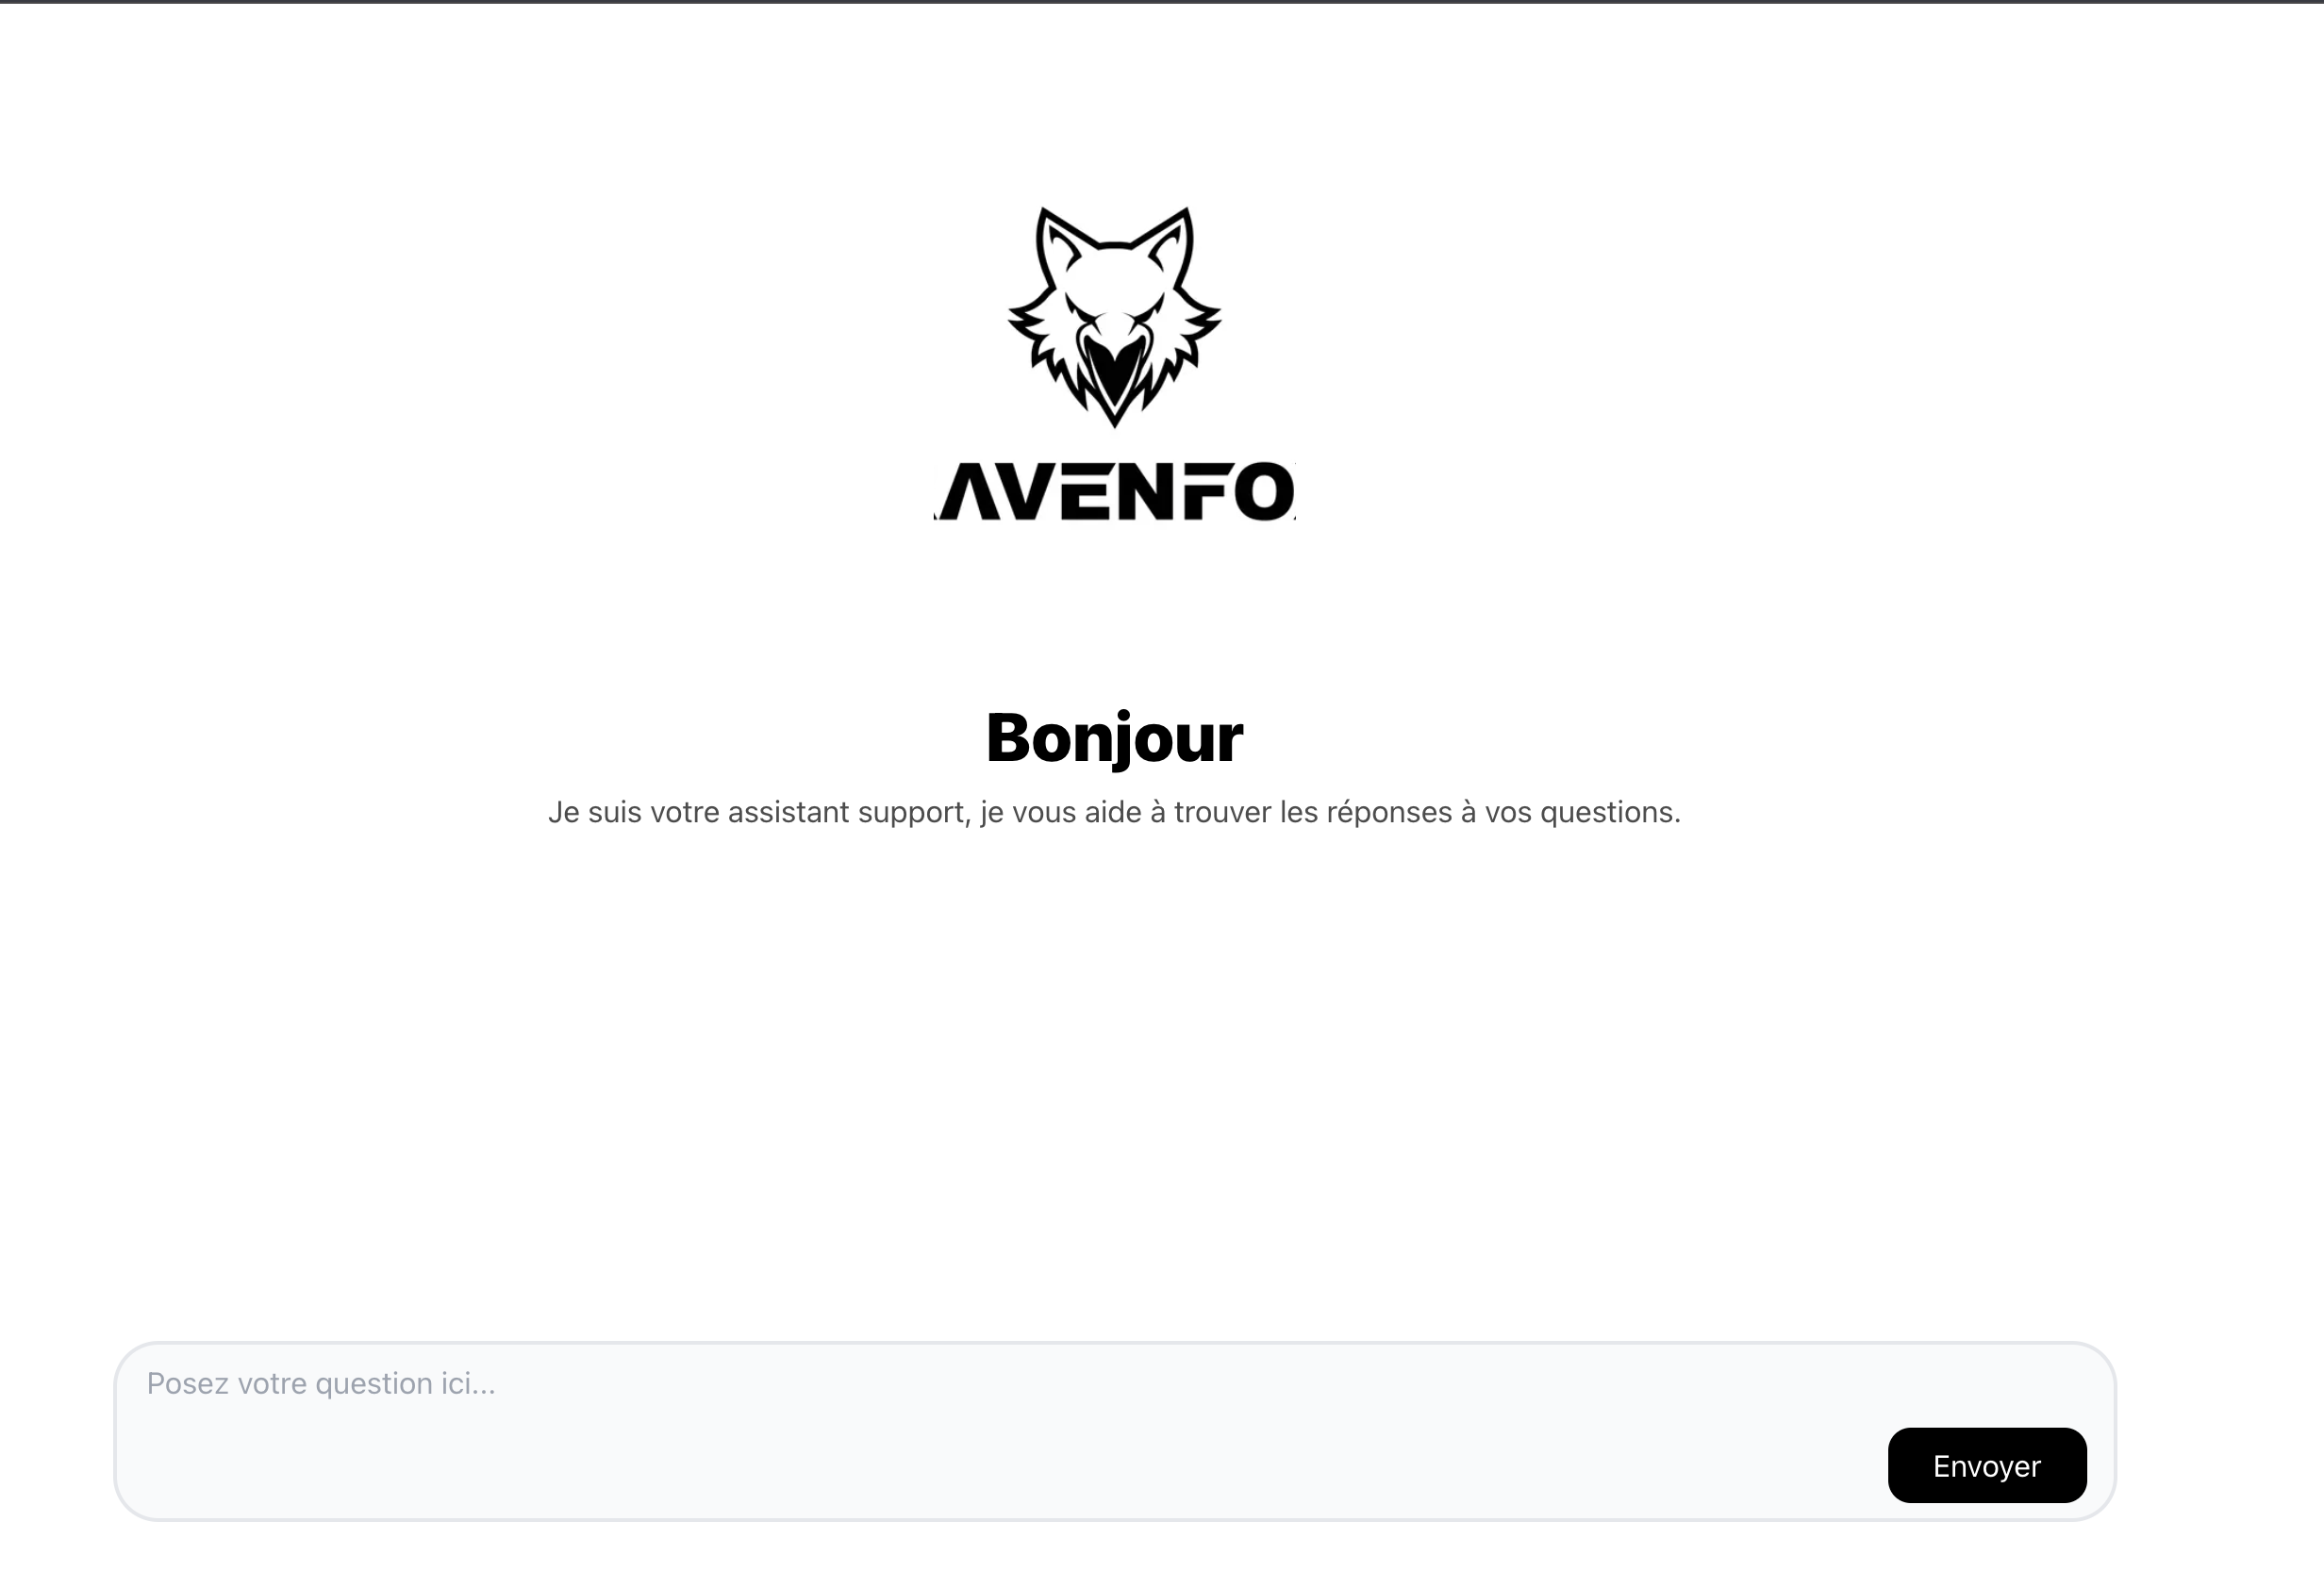 AVENFO
Bonjour
Je suis votre assistant support, je vous aide à trouver les réponses à vos questions.
Posez votre question ici...
Envoyer